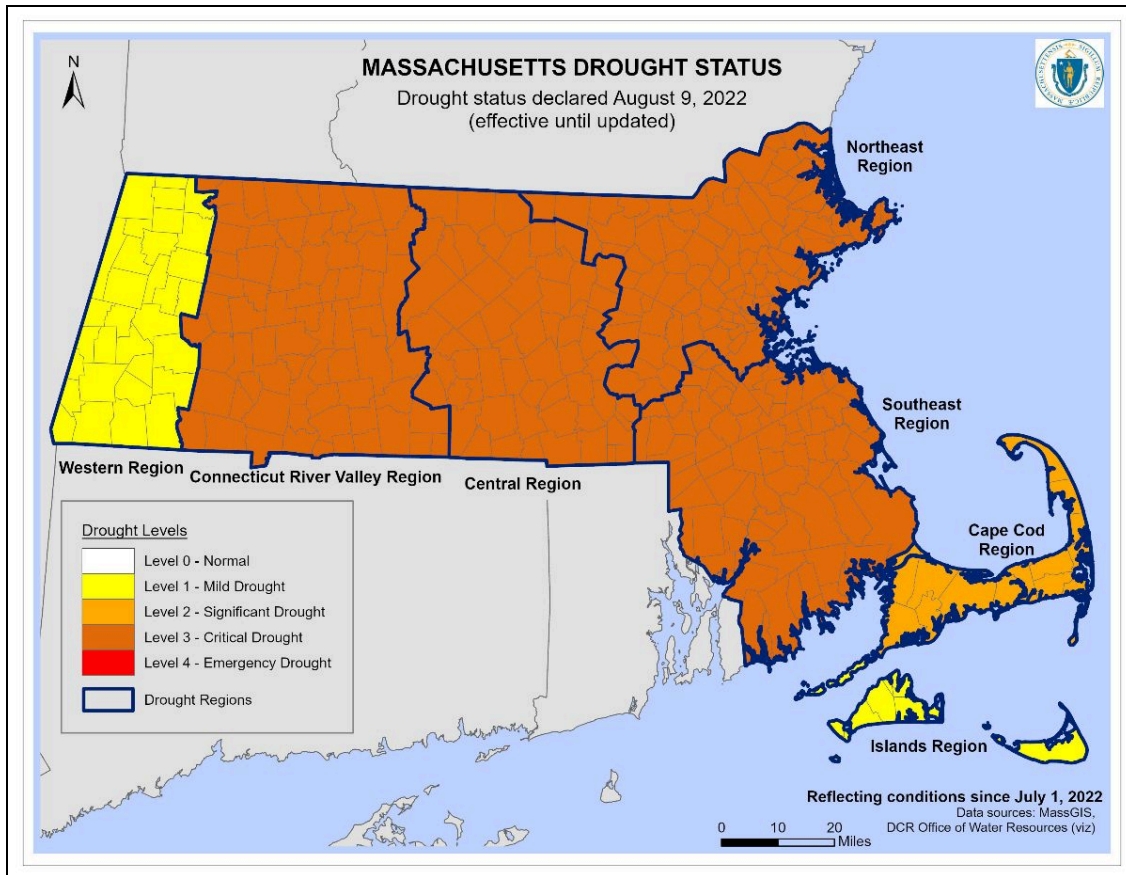 MASSACHUSETTS DROUGHT STATUS
Drought status declared August 9, 2022
(effective until updated)
N
Northeast
Region
Southeast
Region
Cape Cod
Region
Western Region
Connecticut River Valley Region
Central Region
Islands Region
Drought Levels
Level 0 - Normal
Level 1 - Mild Drought
Level 2 - Significant Drought
Level 3 - Critical Drought
Level 4 - Emergency Drought
Drought Regions
Reflecting conditions since July 1, 2022
Data sources: MassGIS,
DCR Office of Water Resources (viz)
0 10 20
Miles